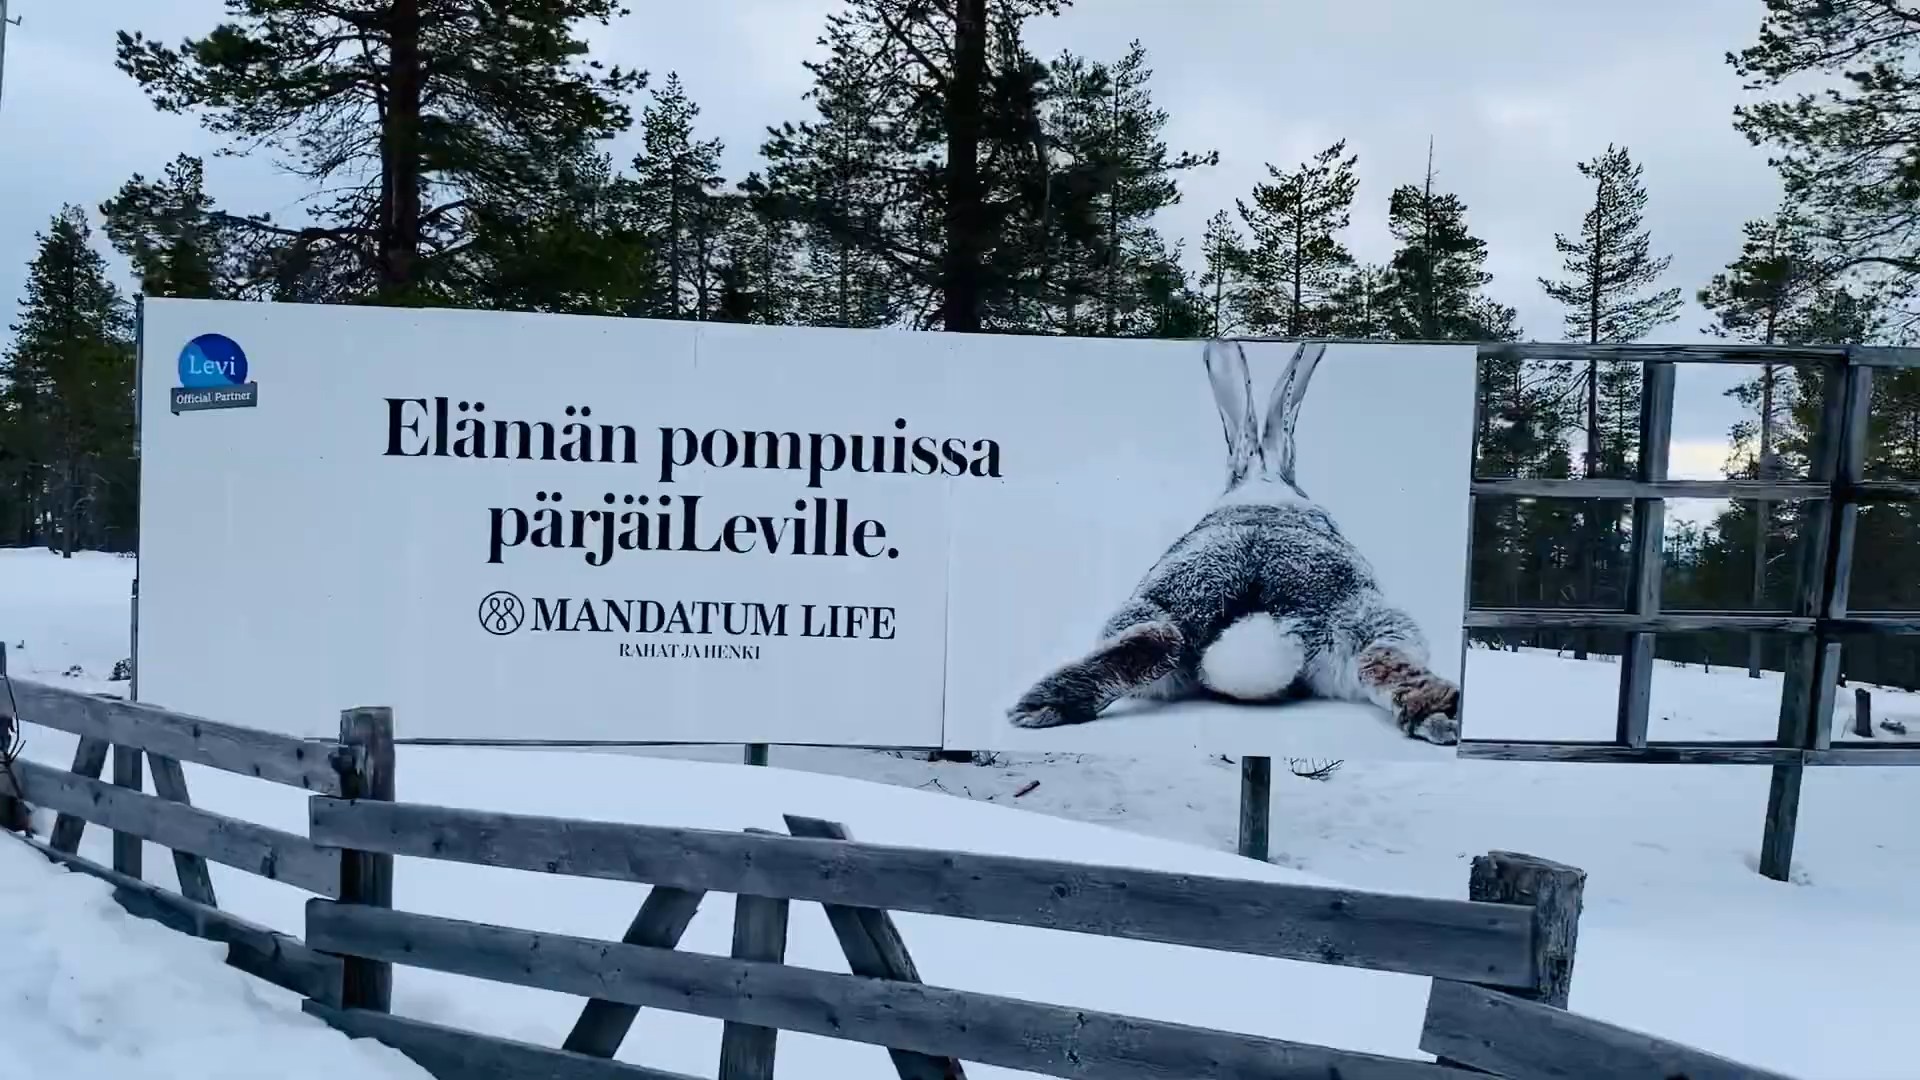 Levi
Official Partner
Elämän pompuissa
pärjäiLeville.
MANDATUM LIFE
RAHAT JA HENKI